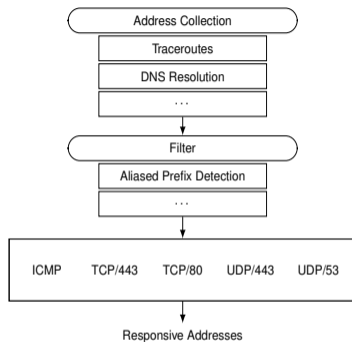 Address Collection
Traceroutes
DNS Resolution
...
Filter
Aliased Prefix Detection
...
ICMP TCP/443 TCP/80 UDP/443 UDP/53
Responsive Addresses